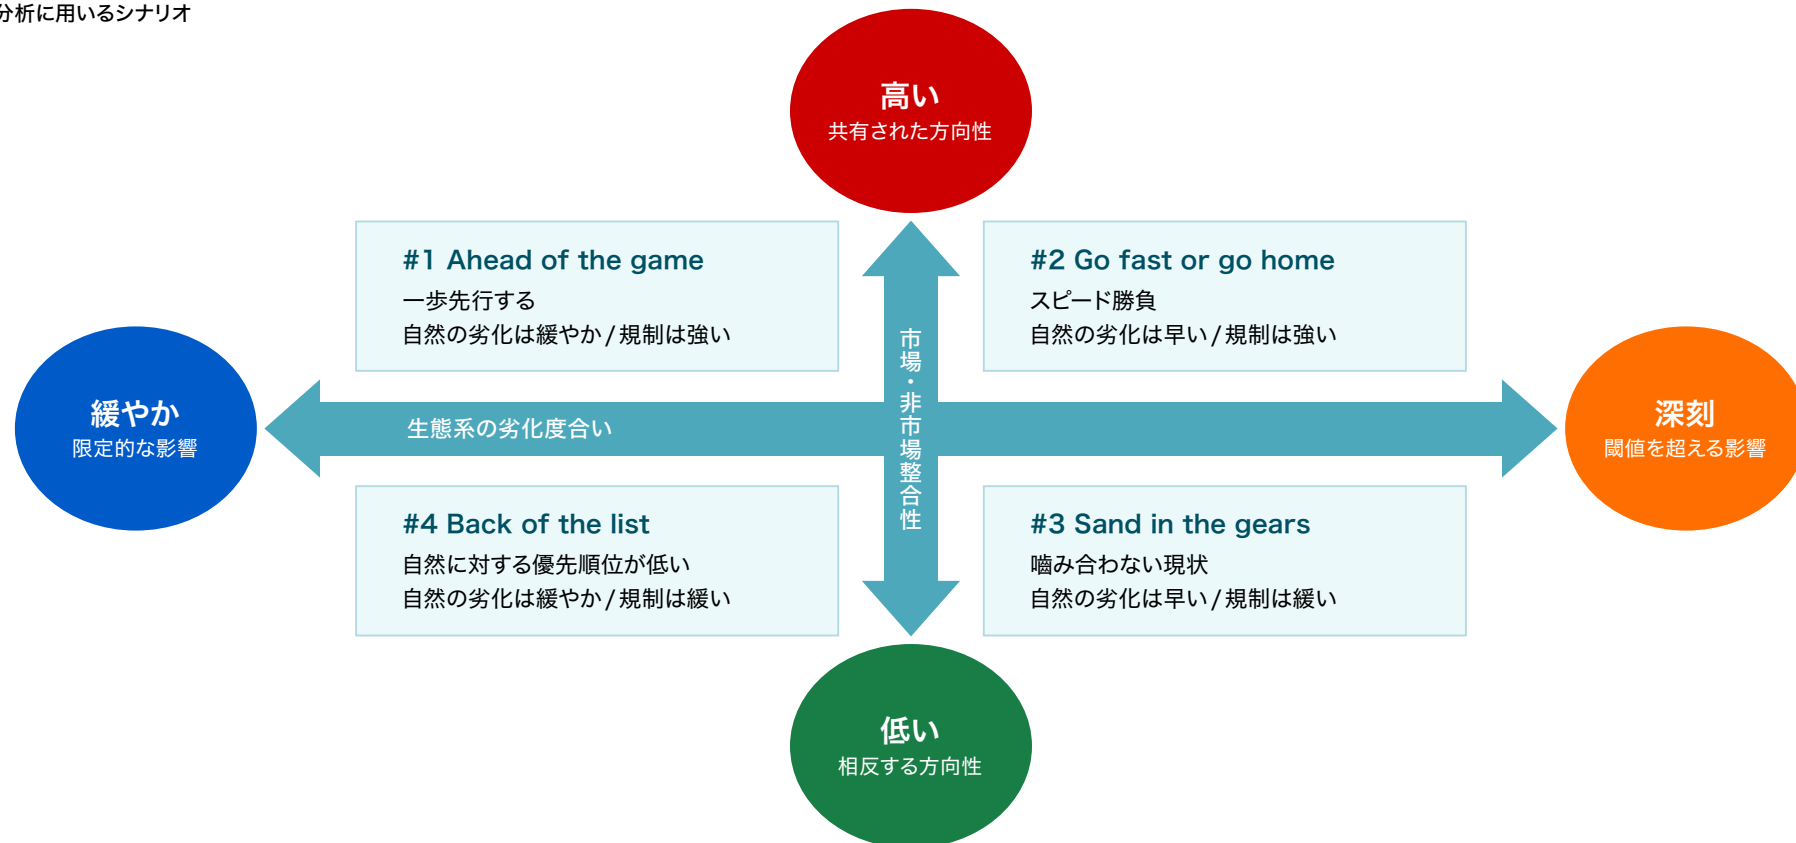 分析に用いるシナリオ
高い
共有された方向性
#1 Ahead of the game
一歩先行する
自然の劣化は緩やか/規制は強い
#2 Go fast or go home
スピード勝負
自然の劣化は早い/規制は強い
市場・非市場整合性
緩やか
限定的な影響
生態系の劣化度合い
深刻
閾値を超える影響
#4 Back of the list
自然に対する優先順位が低い
自然の劣化は緩やか/規制は緩い
#3 Sand in the gears
噛み合わない現状
自然の劣化は早い/規制は緩い
低い
相反する方向性